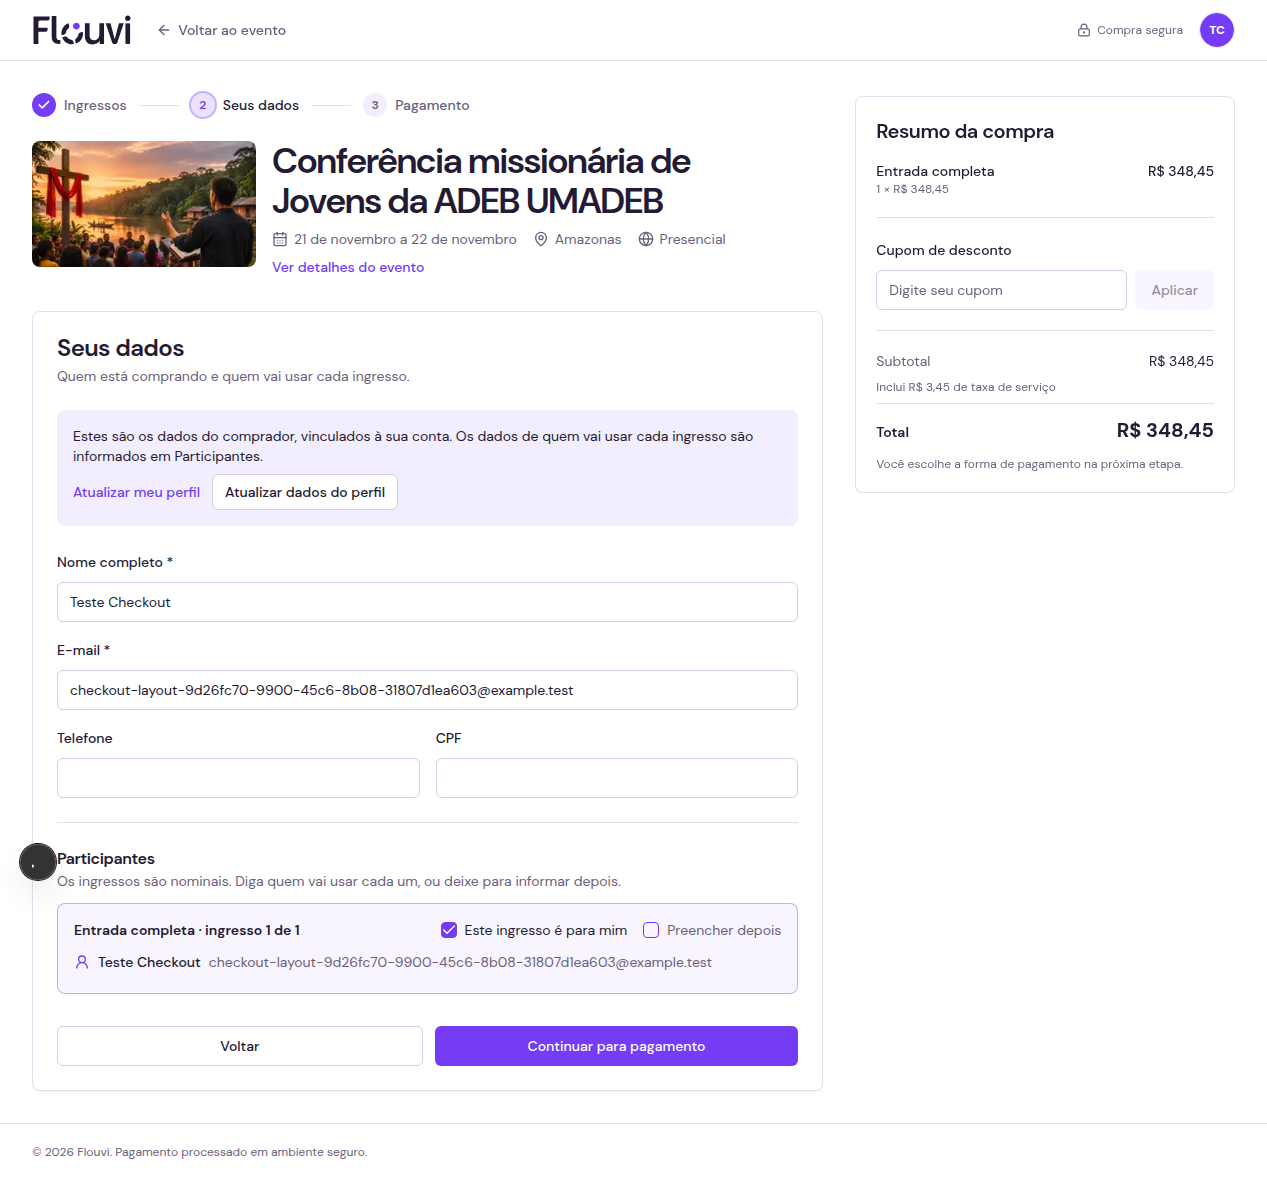 Flouvi
Voltar ao evento
Compra segura
TC
Ingressos
2
Seus dados
3
Pagamento
Conferência missionária de
Jovens da ADEB UMADEB
21 de novembro a 22 de novembro
Amazonas
Presencial
Ver detalhes do evento
Seus dados
Quem está comprando e quem vai usar cada ingresso.
Estes são os dados do comprador, vinculados à sua conta. Os dados de quem vai usar cada ingresso são
informados em Participantes.
Atualizar meu perfil
Atualizar dados do perfil
Nome completo *
Teste Checkout
E-mail *
checkout-layout-9d26fc70-9900-45c6-8b08-31807d1ea603@example.test
Telefone
CPF
Participantes
Os ingressos são nominais. Diga quem vai usar cada um, ou deixe para informar depois.
Entrada completa · ingresso 1 de 1
Este ingresso é para mim
Preencher depois
Teste Checkout checkout-layout-9d26fc70-9900-45c6-8b08-31807d1ea603@example.test
Voltar
Continuar para pagamento
Resumo da compra
Entrada completa R$ 348,45
1 × R$ 348,45
Cupom de desconto
Digite seu cupom
Aplicar
Subtotal R$ 348,45
Inclui R$ 3,45 de taxa de serviço
Total R$ 348,45
Você escolhe a forma de pagamento na próxima etapa.
© 2026 Flouvi. Pagamento processado em ambiente seguro.